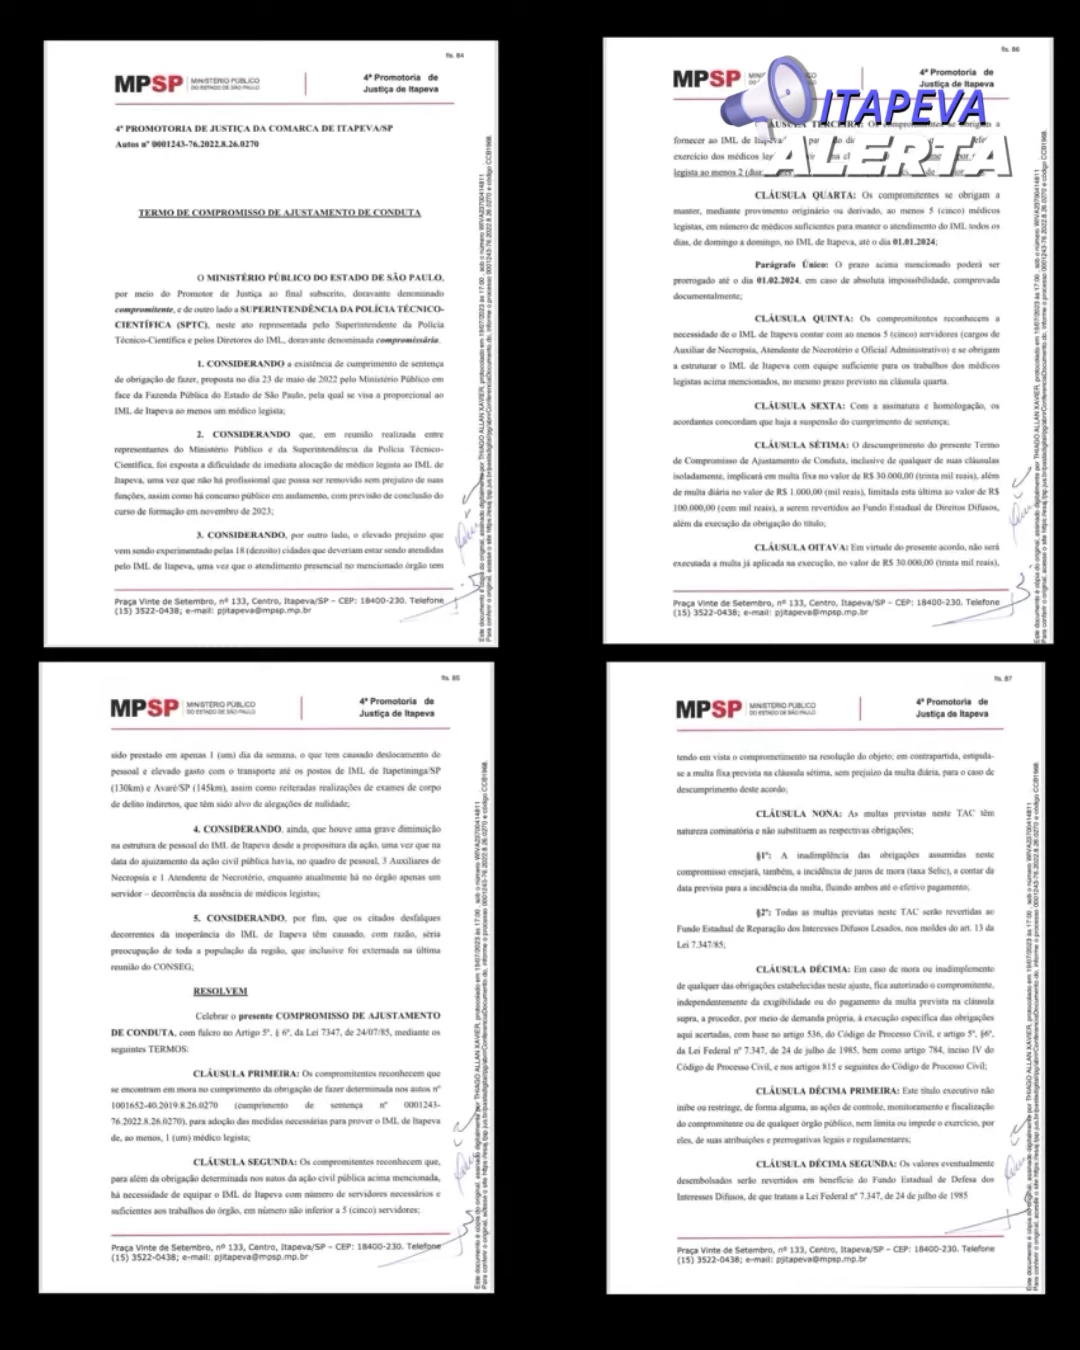 fls. 84
MPSP MINISTÉRIO PÚBLICO
DO ESTADO DE SÃO PAULO
4ª Promotoria de
Justiça de Itapeva
4ª PROMOTORIA DE JUSTIÇA DA COMARCA DE ITAPEVA/SP
Autos nº 0001243-76.2022.8.26.0270
TERMO DE COMPROMISSO DE AJUSTAMENTO DE CONDUTA
O MINISTÉRIO PÚBLICO DO ESTADO DE SÃO PAULO,
por meio do Promotor de Justiça ao final subscrito, doravante denominado
compromitente, e de outro lado a SUPERINTENDÊNCIA DA POLÍCIA TÉCNICO-
CIENTÍFICA (SPTC), neste ato representada pelo Superintendente da Polícia
Técnico-Científica e pelos Diretores do IML, doravante denominada compromissária.
1. CONSIDERANDO a existência de cumprimento de sentença
de obrigação de fazer, proposta no dia 23 de maio de 2022 pelo Ministério Público em
face da Fazenda Pública do Estado de São Paulo, pela qual se visa a proporcional ao
IML de Itapeva ao menos um médico legista;
2. CONSIDERANDO que, em reunião realizada entre
representantes do Ministério Público e da Superintendência da Polícia Técnico-
Científica, foi exposta a dificuldade de imediata alocação de médico legista ao IML de
Itapeva, uma vez que não há profissional que possa ser removido sem prejuízo de suas
funções, assim como há concurso público em andamento, com previsão de conclusão do
curso de formação em novembro de 2023;
3. CONSIDERANDO, por outro lado, o elevado prejuízo que
vem sendo experimentado pelas 18 (dezoito) cidades que deveriam estar sendo atendidas
pelo IML de Itapeva, uma vez que o atendimento presencial no mencionado órgão tem
Praça Vinte de Setembro, nº 133, Centro, Itapeva/SP – CEP: 18400-230. Telefone
(15) 3522-0438; e-mail: pjitapeva@mpsp.mp.br
fls. 85
MPSP MINISTÉRIO PÚBLICO
DO ESTADO DE SÃO PAULO
4ª Promotoria de
Justiça de Itapeva
sido prestado em apenas 1 (um) dia da semana, o que tem causado deslocamento de
pessoal e elevado gasto com o transporte até os postos de IML de Itapetininga/SP
(130km) e Avaré/SP (145km), assim como reiteradas realizações de exames de corpo
de delito indiretos, que têm sido alvo de alegações de nulidade;
4. CONSIDERANDO, ainda, que houve uma grave diminuição
na estrutura de pessoal do IML de Itapeva desde a propositura da ação, uma vez que na
data do ajuizamento da ação civil pública havia, no quadro de pessoal, 3 Auxiliares de
Necropsia e 1 Atendente de Necrotério, enquanto atualmente há no órgão apenas um
servidor – decorrência da ausência de médicos legistas;
5. CONSIDERANDO, por fim, que os citados desfalques
decorrentes da inoperância do IML de Itapeva têm causado, com razão, séria
preocupação de toda a população da região, que inclusive foi externada na última
reunião do CONSEG;
RESOLVEM
Celebrar o presente COMPROMISSO DE AJUSTAMENTO
DE CONDUTA, com fulcro no Artigo 5º, § 6º, da Lei 7347, de 24/07/85, mediante os
seguintes TERMOS:
CLÁUSULA PRIMEIRA: Os compromitentes reconhecem que
se encontram em mora no cumprimento da obrigação de fazer determinada nos autos nº
1001652-40.2019.8.26.0270 (cumprimento de sentença nº 0001243-
76.2022.8.26.0270), para adoção das medidas necessárias para prover o IML de Itapeva
de, ao menos, 1 (um) médico legista;
CLÁUSULA SEGUNDA: Os compromitentes reconhecem que,
para além da obrigação determinada nos autos da ação civil pública acima mencionada,
há necessidade de equipar o IML de Itapeva com número de servidores necessários e
suficientes aos trabalhos do órgão, em número não inferior a 5 (cinco) servidores;
Praça Vinte de Setembro, nº 133, Centro, Itapeva/SP – CEP: 18400-230. Telefone
(15) 3522-0438; e-mail: pjitapeva@mpsp.mp.br
fls. 86
MPSP
4ª Promotoria de
Justiça de Itapeva
ITAPEVA
ALERTA
CLÁUSULA TERCEIRA: Os compromitentes se obrigam a
fornecer ao IML de Itapeva
exercício dos médicos
legista ao menos 2
CLÁUSULA QUARTA: Os compromitentes se obrigam a
manter, mediante provimento originário ou derivado, ao menos 5 (cinco) médicos
legistas, em número de médicos suficientes para manter o atendimento do IML todos os
dias, de domingo a domingo, no IML de Itapeva, até o dia 01.01.2024;
Parágrafo Único: O prazo acima mencionado poderá ser
prorrogado até o dia 01.02.2024, em caso de absoluta impossibilidade, comprovada
documentalmente;
CLÁUSULA QUINTA: Os compromitentes reconhecem a
necessidade de o IML de Itapeva contar com ao menos 5 (cinco) servidores (cargos de
Auxiliar de Necropsia, Atendente de Necrotério e Oficial Administrativo) e se obrigam
a estruturar o IML de Itapeva com equipe suficiente para os trabalhos dos médicos
legistas acima mencionados, no mesmo prazo previsto na cláusula quarta.
CLÁUSULA SEXTA: Com a assinatura e homologação, os
acordantes concordam que haja a suspensão do cumprimento de sentença;
CLÁUSULA SÉTIMA: O descumprimento do presente Termo
de Compromisso de Ajustamento de Conduta, inclusive de qualquer de suas cláusulas
isoladamente, implicará em multa fixa no valor de R$ 30.000,00 (trinta mil reais), além
de multa diária no valor de R$ 1.000,00 (mil reais), limitada esta última ao valor de R$
100.000,00 (cem mil reais), a serem revertidos ao Fundo Estadual de Direitos Difusos,
além da execução da obrigação do título;
CLÁUSULA OITAVA: Em virtude do presente acordo, não será
executada a multa já aplicada na execução, no valor de R$ 30.000,00 (trinta mil reais),
Praça Vinte de Setembro, nº 133, Centro, Itapeva/SP – CEP: 18400-230. Telefone
(15) 3522-0438; e-mail: pjitapeva@mpsp.mp.br
fls. 87
MPSP MINISTÉRIO PÚBLICO
DO ESTADO DE SÃO PAULO
4ª Promotoria de
Justiça de Itapeva
tendo em vista o comprometimento na resolução do objeto; em contrapartida, estipula-
se a multa fixa prevista na cláusula sétima, sem prejuízo da multa diária, para o caso de
descumprimento deste acordo;
CLÁUSULA NONA: As multas previstas neste TAC têm
natureza cominatória e não substituem as respectivas obrigações;
§1º: A inadimplência das obrigações assumidas neste
compromisso ensejará, também, a incidência de juros de mora (taxa Selic), a contar da
data prevista para a incidência da multa, fluindo ambos até o efetivo pagamento;
§2º: Todas as multas previstas neste TAC serão revertidas ao
Fundo Estadual de Reparação dos Interesses Difusos Lesados, nos moldes do art. 13 da
Lei 7.347/85;
CLÁUSULA DÉCIMA: Em caso de mora ou inadimplemento
de qualquer das obrigações estabelecidas neste ajuste, fica autorizado o compromitente,
independentemente da exigibilidade ou do pagamento da multa prevista na cláusula
supra, a proceder, por meio de demanda própria, à execução específica das obrigações
aqui acertadas, com base no artigo 536, do Código de Processo Civil, e artigo 5º, §6º,
da Lei Federal nº 7.347, de 24 de julho de 1985, bem como artigo 784, inciso IV do
Código de Processo Civil, e nos artigos 815 e seguintes do Código de Processo Civil;
CLÁUSULA DÉCIMA PRIMEIRA: Este título executivo não
inibe ou restringe, de forma alguma, as ações de controle, monitoramento e fiscalização
do compromitente ou de qualquer órgão público, nem limita ou impede o exercício, por
eles, de suas atribuições e prerrogativas legais e regulamentares;
CLÁUSULA DÉCIMA SEGUNDA: Os valores eventualmente
desembolsados serão revertidos em benefício do Fundo Estadual de Defesa dos
Interesses Difusos, de que tratam a Lei Federal nº 7.347, de 24 de julho de 1985
Praça Vinte de Setembro, nº 133, Centro, Itapeva/SP – CEP: 18400-230. Telefone
(15) 3522-0438; e-mail: pjitapeva@mpsp.mp.br